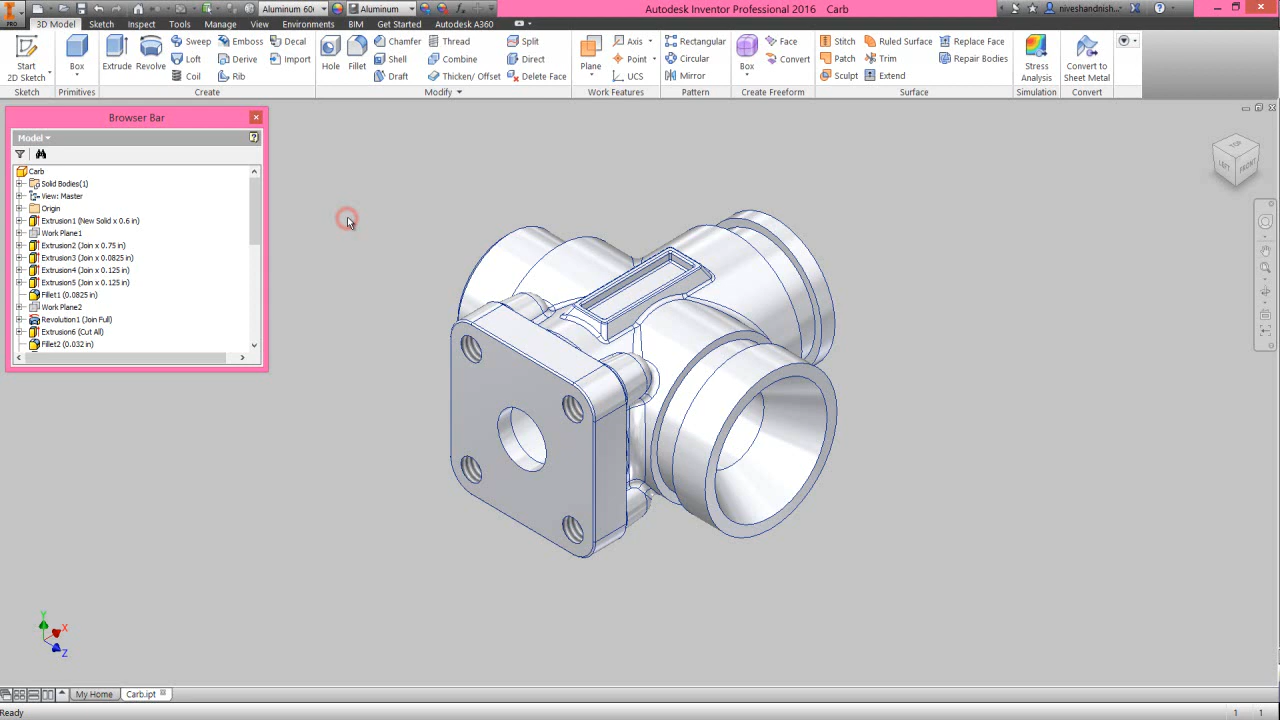 Aluminum 606 Aluminum Autodesk Inventor Professional 2016 Carb niveshandnish...
PRO 3D Model Sketch Inspect Tools Manage View Environments BIM Get Started Autodesk A360
Start 2D Sketch Box Extrude Revolve Sweep Emboss Decal Hole Fillet Chamfer Thread Split Plane Axis Rectangular Box Face Stitch Ruled Surface Replace Face Stress Analysis Convert to Sheet Metal
Loft Derive Import Shell Combine Direct Point Circular Convert Patch Trim Repair Bodies
Coil Rib Draft Thicken/ Offset Delete Face UCS Mirror Sculpt Extend
Sketch Primitives Create Modify Work Features Pattern Create Freeform Surface Simulation Convert
Browser Bar
Model
Carb
Solid Bodies(1)
View: Master
Origin
Extrusion1 (New Solid x 0.6 in)
Work Plane1
Extrusion2 (Join x 0.75 in)
Extrusion3 (Join x 0.0825 in)
Extrusion4 (Join x 0.125 in)
Extrusion5 (Join x 0.125 in)
Fillet1 (0.0825 in)
Work Plane2
Revolution1 (Join Full)
Extrusion6 (Cut All)
Fillet2 (0.032 in)
TOP
LEFT FRONT
Y
X
Z
My Home Carb.ipt
Ready 1 1